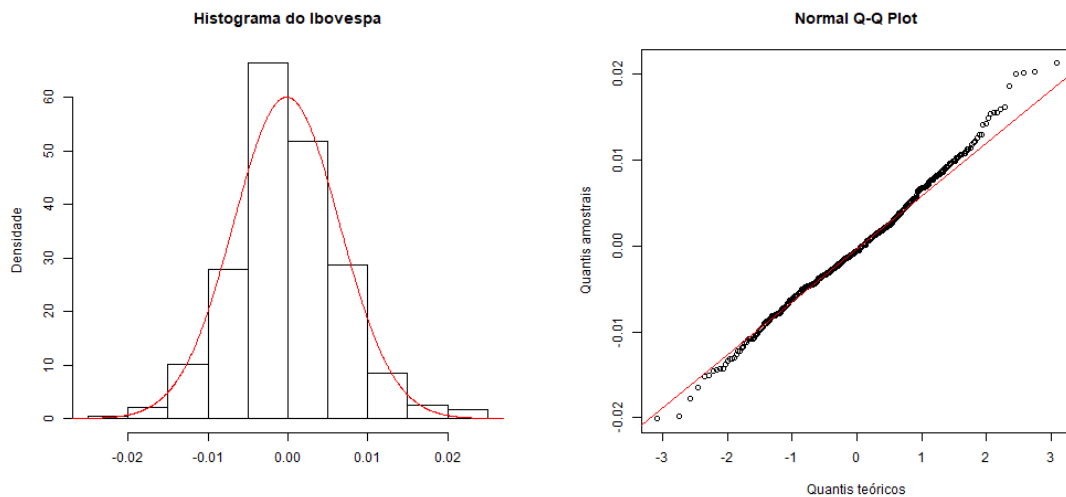 Histograma do Ibovespa
Densidade
0 10 20 30 40 50 60
-0.02 -0.01 0.00 0.01 0.02
Normal Q-Q Plot
Quantis amostrais
-0.02 -0.01 0.00 0.01 0.02
-3 -2 -1 0 1 2 3
Quantis teóricos